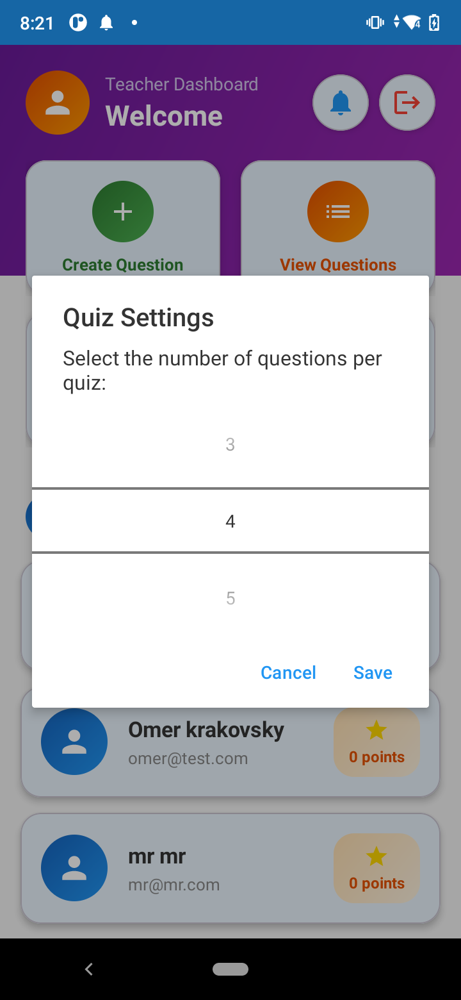 8:21
4
Teacher Dashboard
Welcome
Create Question
View Questions
Quiz Settings
Select the number of questions per
quiz:
3
4
5
Cancel
Save
Omer krakovsky
omer@test.com
0 points
mr mr
mr@mr.com
0 points